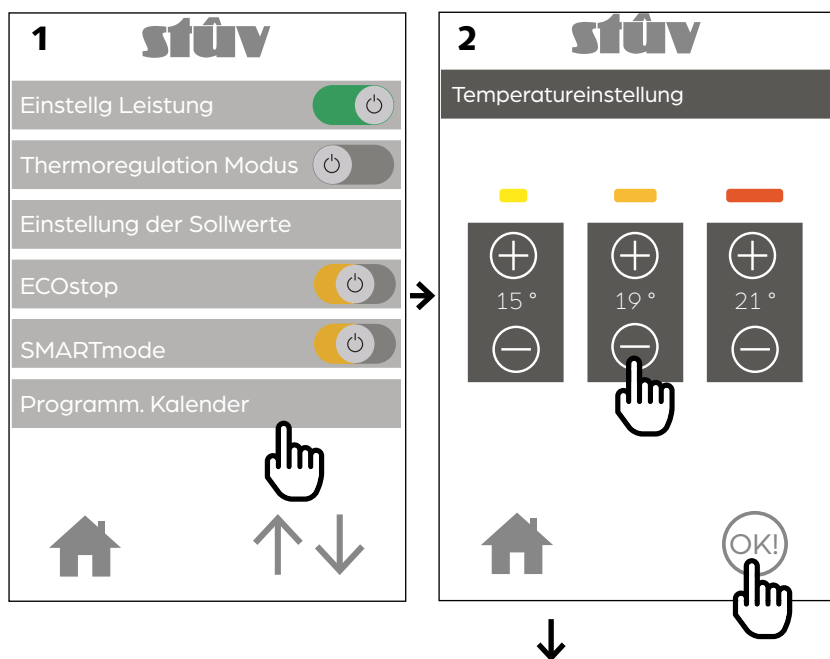 1
stûv
Einstellg Leistung
Thermoregulation Modus
Einstellung der Sollwerte
ECOstop
SMARTmode
Programm. Kalender
2
stûv
Temperatureinstellung
15 °
19 °
21 °
OK!